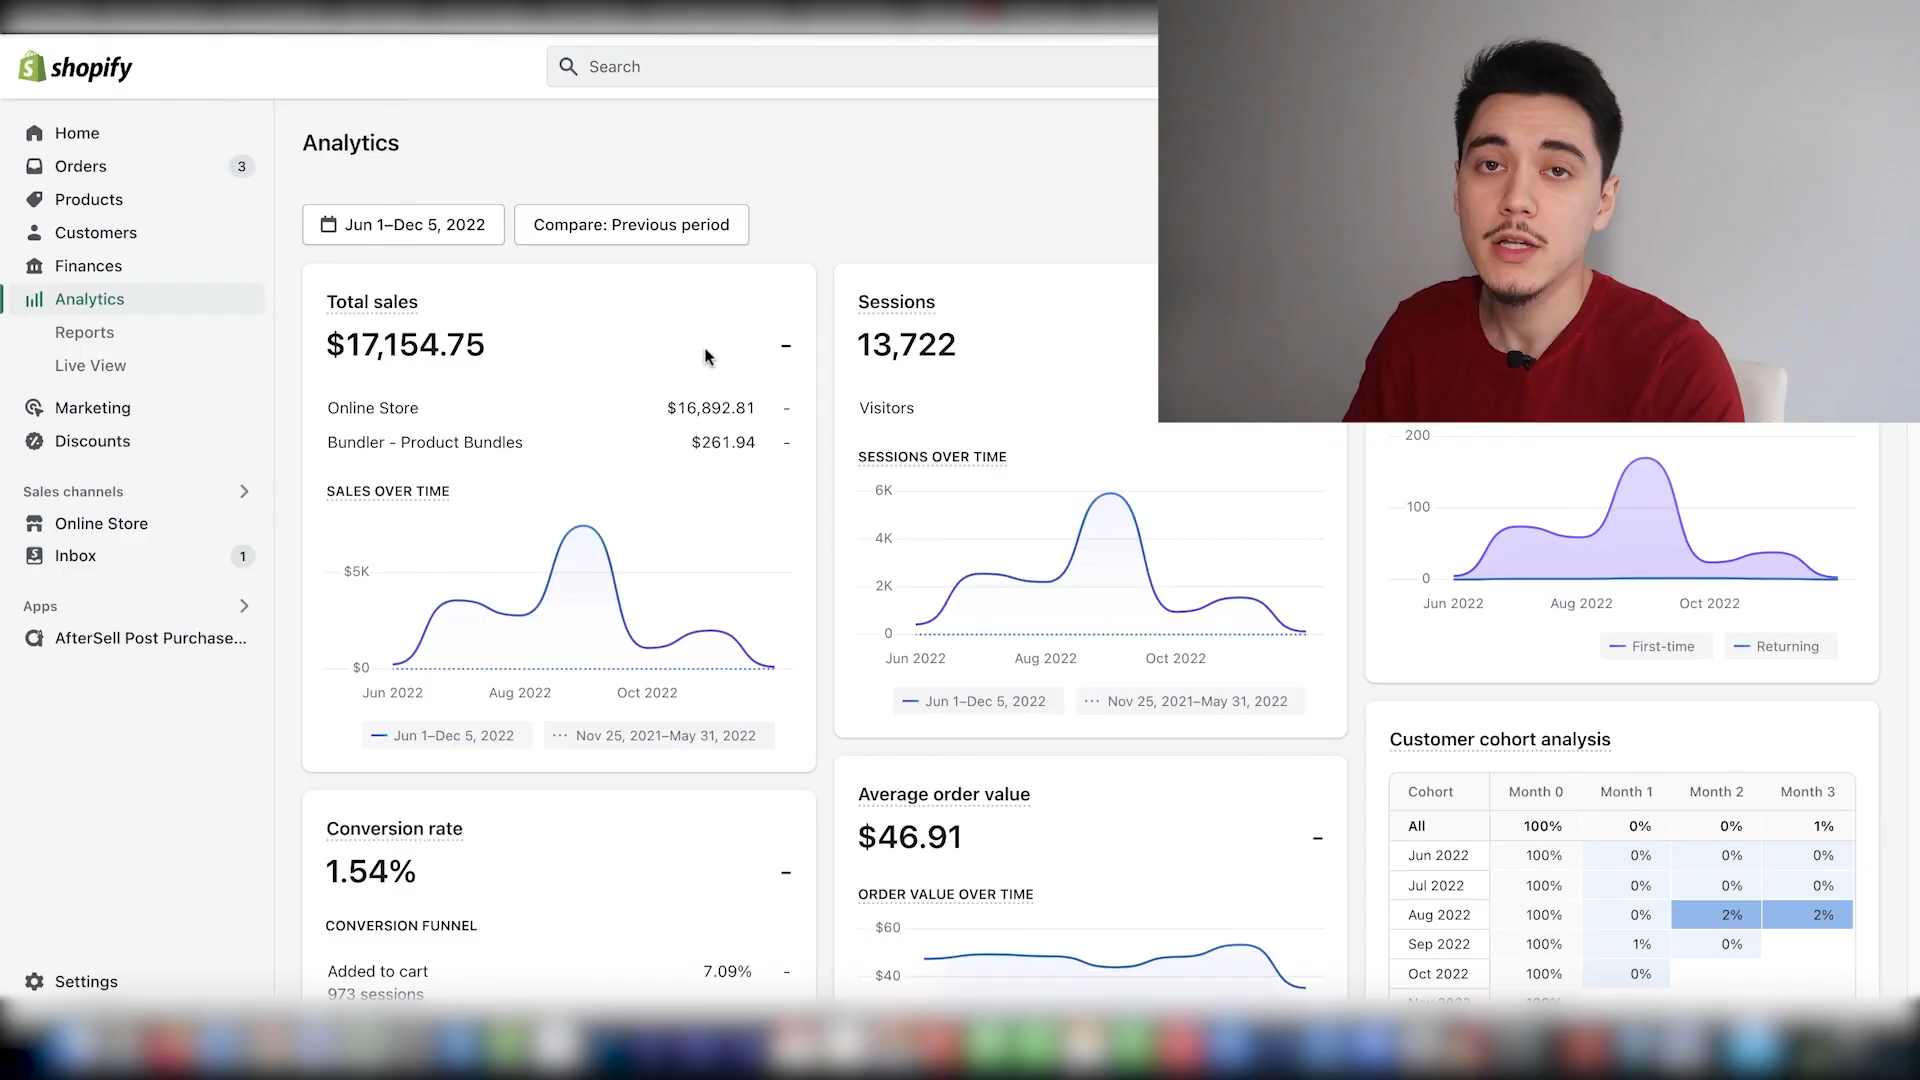 shopify
Search
Home
Orders 3
Products
Customers
Finances
Analytics
Reports
Live View
Marketing
Discounts
Sales channels
Online Store
Inbox 1
Apps
AfterSell Post Purchase...
Settings
Analytics
Jun 1–Dec 5, 2022
Compare: Previous period
Total sales
$17,154.75 -
Online Store $16,892.81 -
Bundler - Product Bundles $261.94 -
SALES OVER TIME
$5K
$0
Jun 2022 Aug 2022 Oct 2022
Jun 1–Dec 5, 2022 Nov 25, 2021–May 31, 2022
Conversion rate
1.54% -
CONVERSION FUNNEL
Added to cart 7.09% -
973 sessions
Sessions
13,722
Visitors
SESSIONS OVER TIME
6K
4K
2K
0
Jun 2022 Aug 2022 Oct 2022
Jun 1–Dec 5, 2022 Nov 25, 2021–May 31, 2022
Average order value
$46.91 -
ORDER VALUE OVER TIME
$60
$40
200
100
0
Jun 2022 Aug 2022 Oct 2022
First-time Returning
Customer cohort analysis
Cohort Month 0 Month 1 Month 2 Month 3
All 100% 0% 0% 1%
Jun 2022 100% 0% 0% 0%
Jul 2022 100% 0% 0% 0%
Aug 2022 100% 0% 2% 2%
Sep 2022 100% 1% 0%
Oct 2022 100% 0%